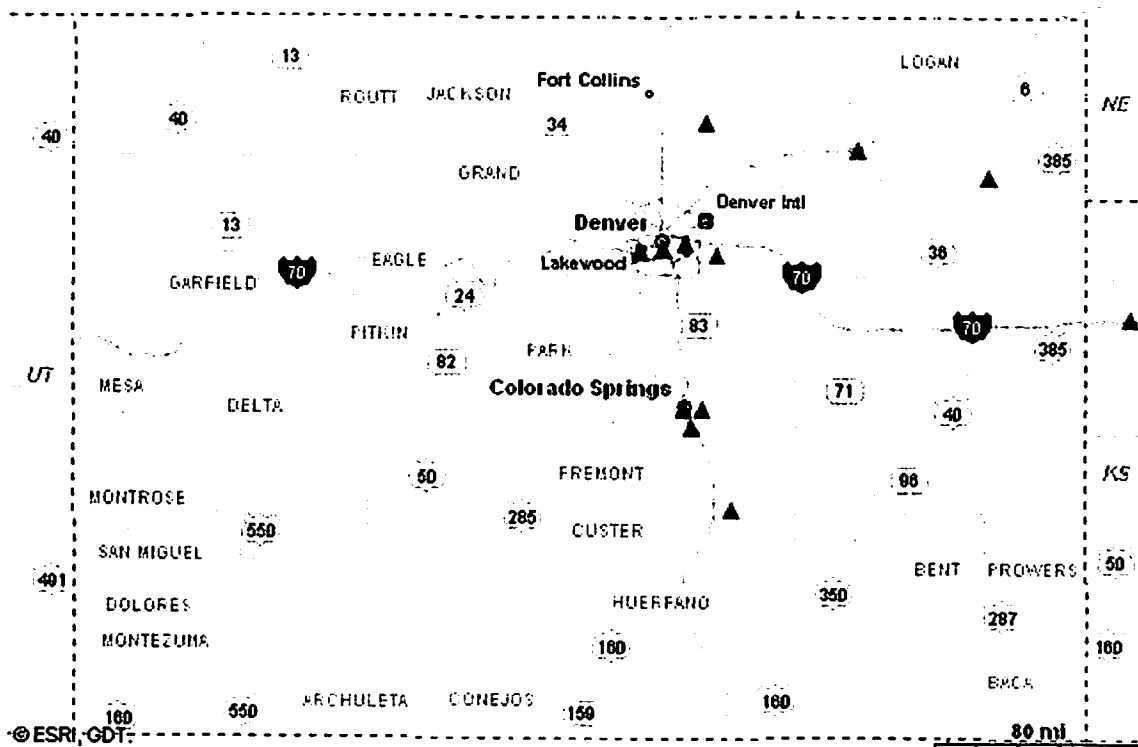 13
LOGAN
Fort Collins
6
ROUTT JACKSON
NE
40
34
40
385
GRAND
Denver Intl
13
Denver
36
EAGLE
Lakewood
70
70
GARFIELD
24
83
70
PITKIN
PARK
385
82
UT
MESA
Colorado Springs
71
DELTA
40
50
FREMONT
KS
96
MONTROSE
285
550
CUSTER
SAN MIGUEL
50
BENT PROWERS
491
350
DOLORES
HUERFANO
287
MONTEZUMA
160
160
BACA
ARCHULETA CONEJOS
160
160
550
159
© ESRI, GDT
80 mi